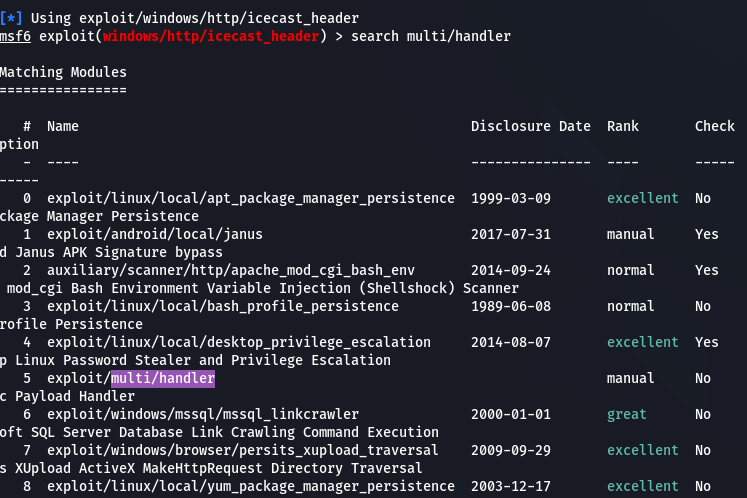 [*] Using exploit/windows/http/icecast_header
msf6 exploit(windows/http/icecast_header) > search multi/handler
Matching Modules
================
# Name Disclosure Date Rank Check
ption
- ---- --------------- ---- -----
-----
0 exploit/linux/local/apt_package_manager_persistence 1999-03-09 excellent No
ckage Manager Persistence
1 exploit/android/local/janus 2017-07-31 manual Yes
d Janus APK Signature bypass
2 auxiliary/scanner/http/apache_mod_cgi_bash_env 2014-09-24 normal Yes
mod_cgi Bash Environment Variable Injection (Shellshock) Scanner
3 exploit/linux/local/bash_profile_persistence 1989-06-08 normal No
rofile Persistence
4 exploit/linux/local/desktop_privilege_escalation 2014-08-07 excellent Yes
p Linux Password Stealer and Privilege Escalation
5 exploit/multi/handler manual No
c Payload Handler
6 exploit/windows/mssql/mssql_linkcrawler 2000-01-01 great No
oft SQL Server Database Link Crawling Command Execution
7 exploit/windows/browser/persits_xupload_traversal 2009-09-29 excellent No
s XUpload ActiveX MakeHttpRequest Directory Traversal
8 exploit/linux/local/yum_package_manager_persistence 2003-12-17 excellent No